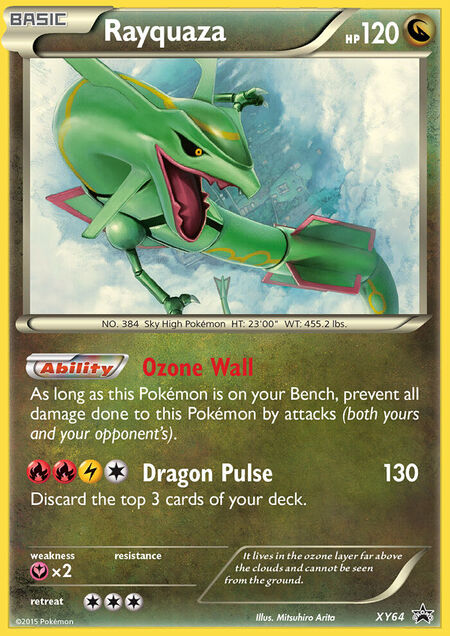 BASIC
Rayquaza HP120
NO. 384 Sky High Pokémon HT: 23'00" WT: 455.2 lbs.
Ability Ozone Wall
As long as this Pokémon is on your Bench, prevent all
damage done to this Pokémon by attacks (both yours
and your opponent's).
Dragon Pulse 130
Discard the top 3 cards of your deck.
weakness resistance
×2
retreat
It lives in the ozone layer far above
the clouds and cannot be seen
from the ground.
©2015 Pokémon Illus. Mitsuhiro Arita XY64